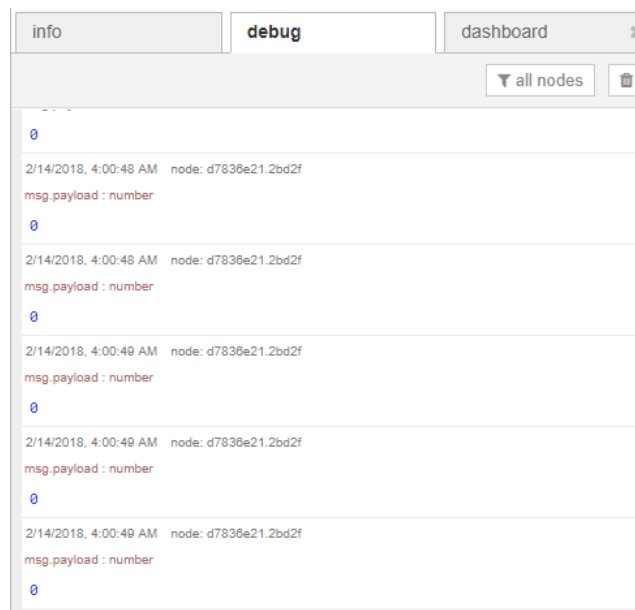 info
debug
dashboard
all nodes
0
2/14/2018, 4:00:48 AM node: d7836e21.2bd2f
msg.payload : number
0
2/14/2018, 4:00:48 AM node: d7836e21.2bd2f
msg.payload : number
0
2/14/2018, 4:00:49 AM node: d7836e21.2bd2f
msg.payload : number
0
2/14/2018, 4:00:49 AM node: d7836e21.2bd2f
msg.payload : number
0
2/14/2018, 4:00:49 AM node: d7836e21.2bd2f
msg.payload : number
0